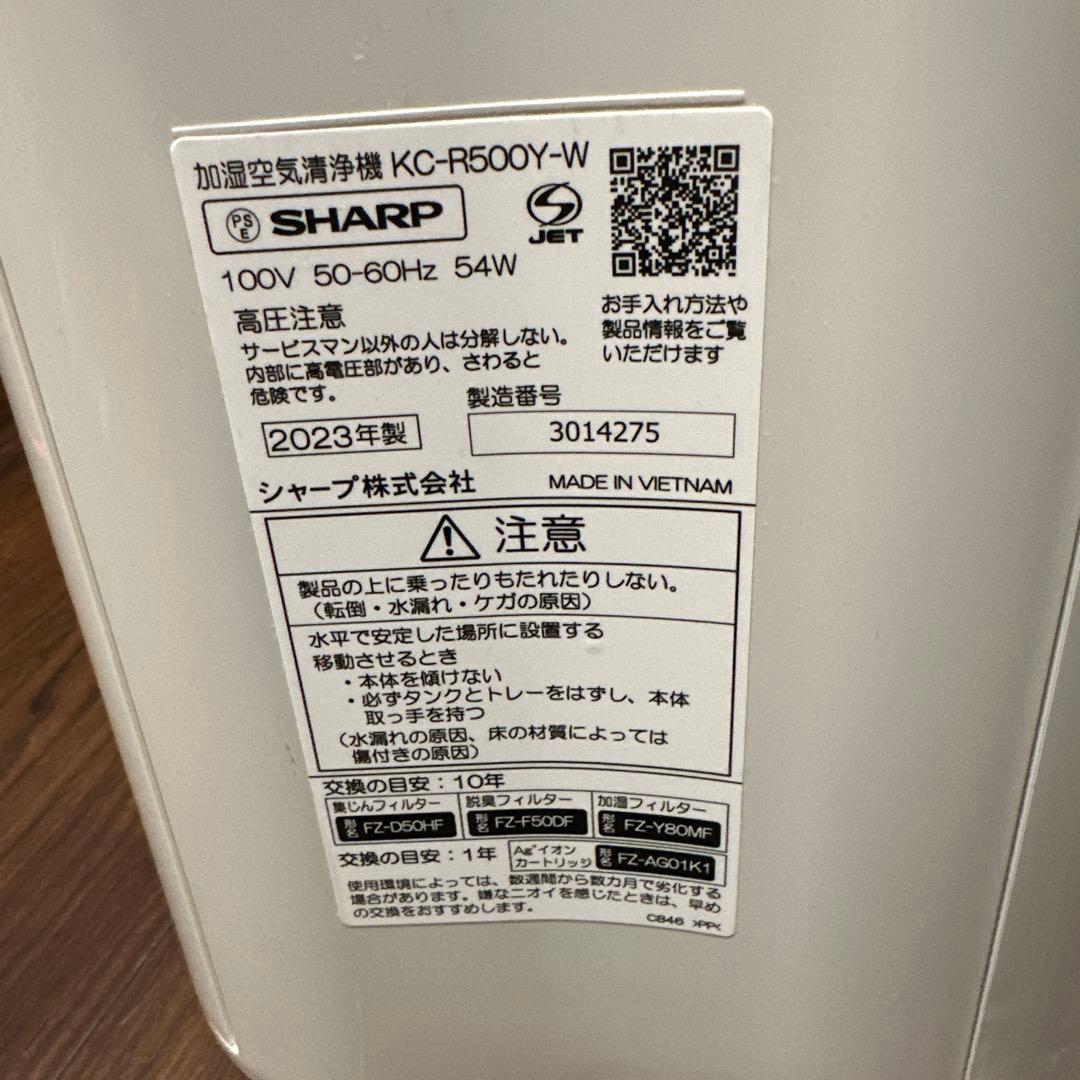 加湿空気清浄機 KC-R500Y-W
PS
E
SHARP
JET
100V 50-60Hz 54W
お手入れ方法や
製品情報をご覧
いただけます
高圧注意
サービスマン以外の人は分解しない。
内部に高電圧部があり、さわると
危険です。
製造番号
2023年製
3014275
シャープ株式会社
MADE IN VIETNAM
注意
製品の上に乗ったりもたれたりしない。
（転倒・水漏れ・ケガの原因）
水平で安定した場所に設置する
移動させるとき
・本体を傾けない
・必ずタンクとトレーをはずし、本体
取っ手を持つ
（水漏れの原因、床の材質によっては
傷付きの原因）
交換の目安：10年
集じんフィルター 脱臭フィルター 加湿フィルター
形名 FZ-D50HF 形名 FZ-F50DF 形名 FZ-Y80MF
交換の目安：1年 Ag⁺イオンカートリッジ 形名 FZ-AG01K1
使用環境によっては、数週間から数カ月で劣化する
場合があります。嫌なニオイを感じたときは、早め
の交換をおすすめします。
C846 >PP<